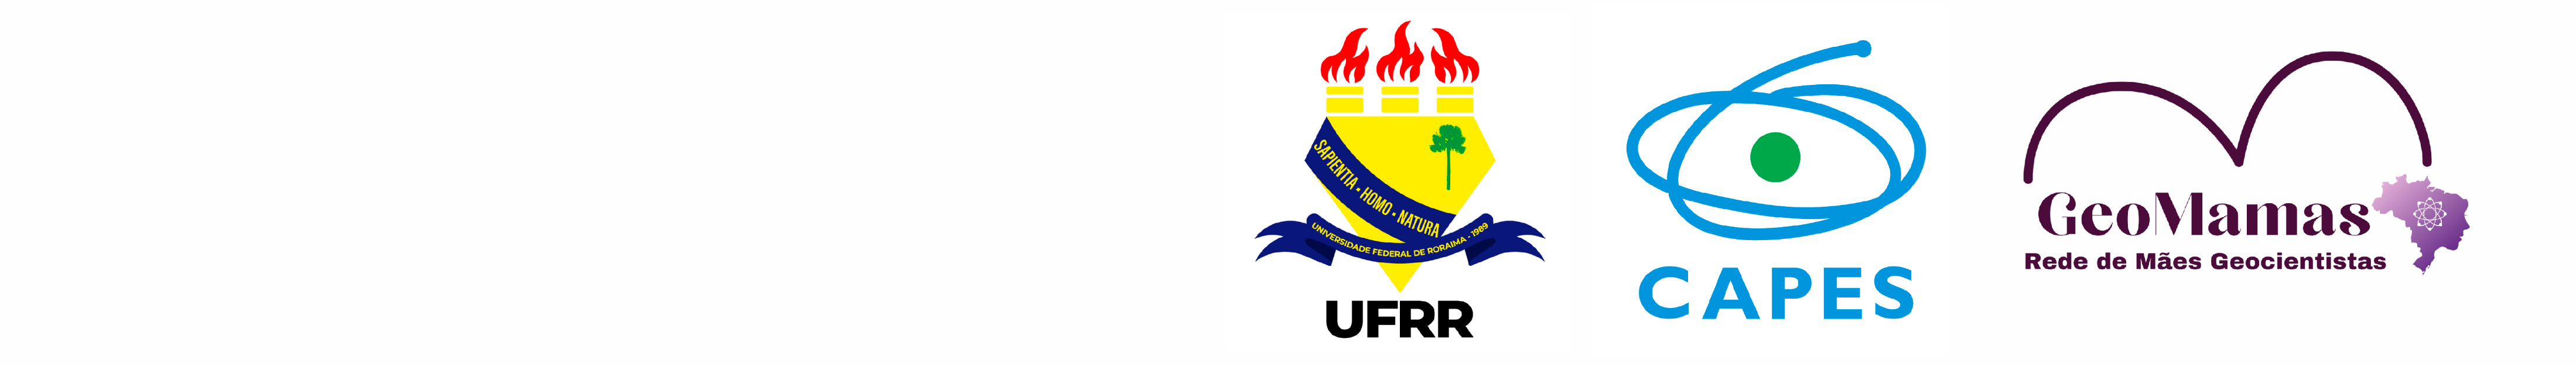 SAPIENTIA • HOMO • NATURA
UNIVERSIDADE FEDERAL DE RORAIMA - 1989
UFRR
CAPES
GeoMamas
Rede de Mães Geocientistas